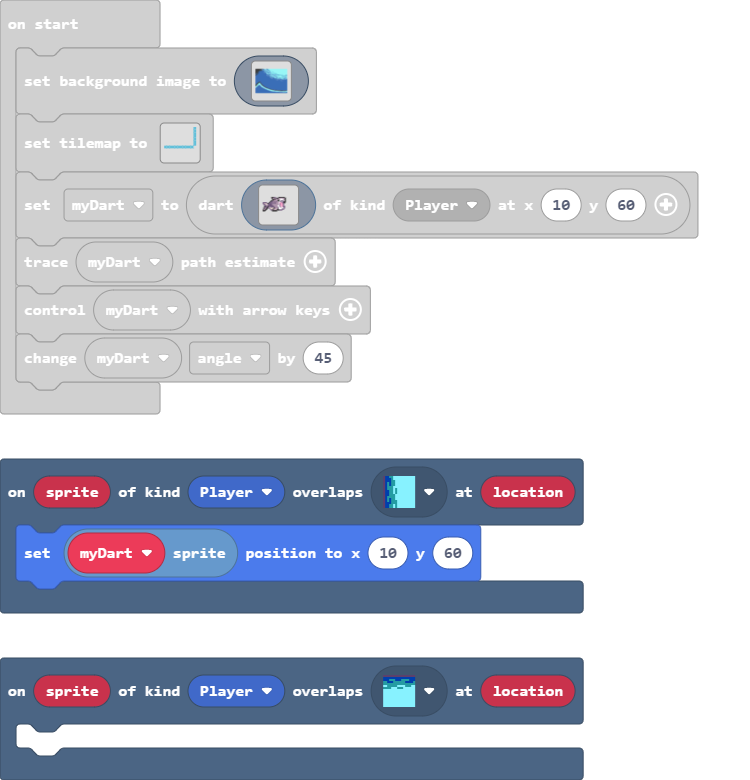 on start
set background image to
set tilemap to
set myDart to dart of kind Player at x 10 y 60
trace myDart path estimate
control myDart with arrow keys
change myDart angle by 45
on sprite of kind Player overlaps at location
set myDart sprite position to x 10 y 60
on sprite of kind Player overlaps at location